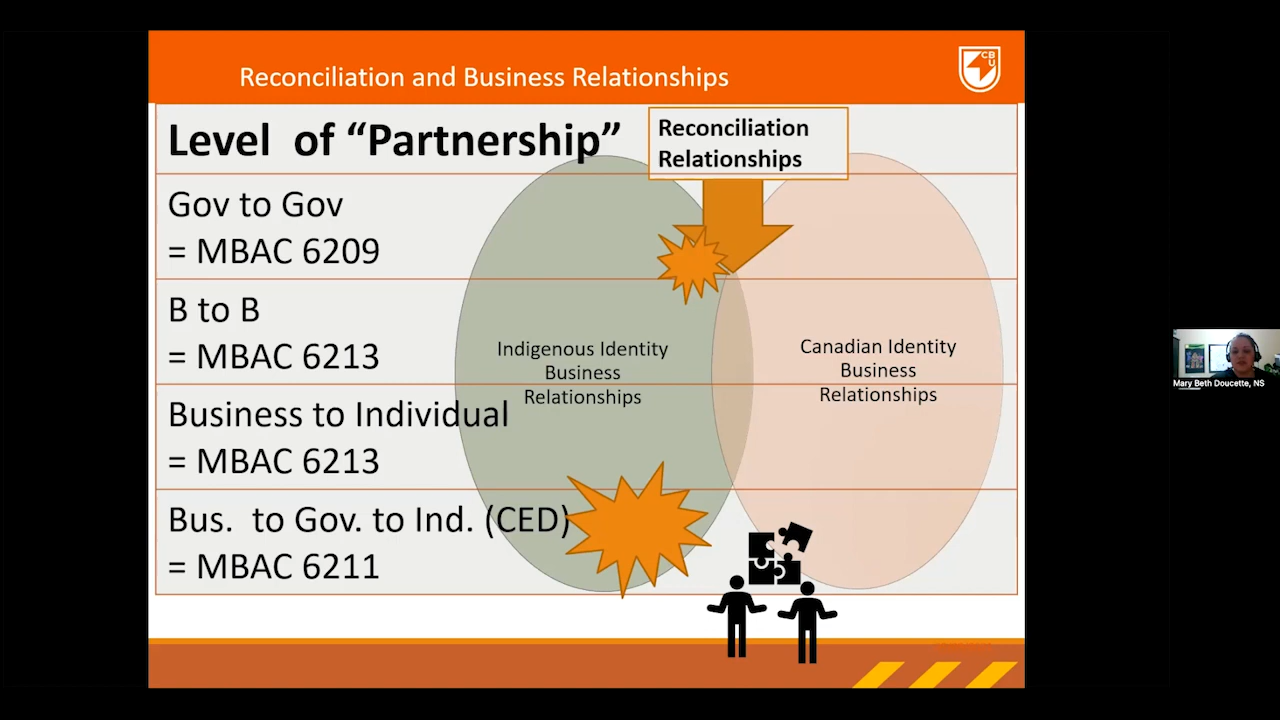 Reconciliation and Business Relationships
CB
U
Level of “Partnership”
Reconciliation
Relationships
Gov to Gov
= MBAC 6209
B to B
= MBAC 6213
Business to Individual
= MBAC 6213
Bus. to Gov. to Ind. (CED)
= MBAC 6211
Indigenous Identity
Business
Relationships
Canadian Identity
Business
Relationships
Mary Beth Doucette, NS